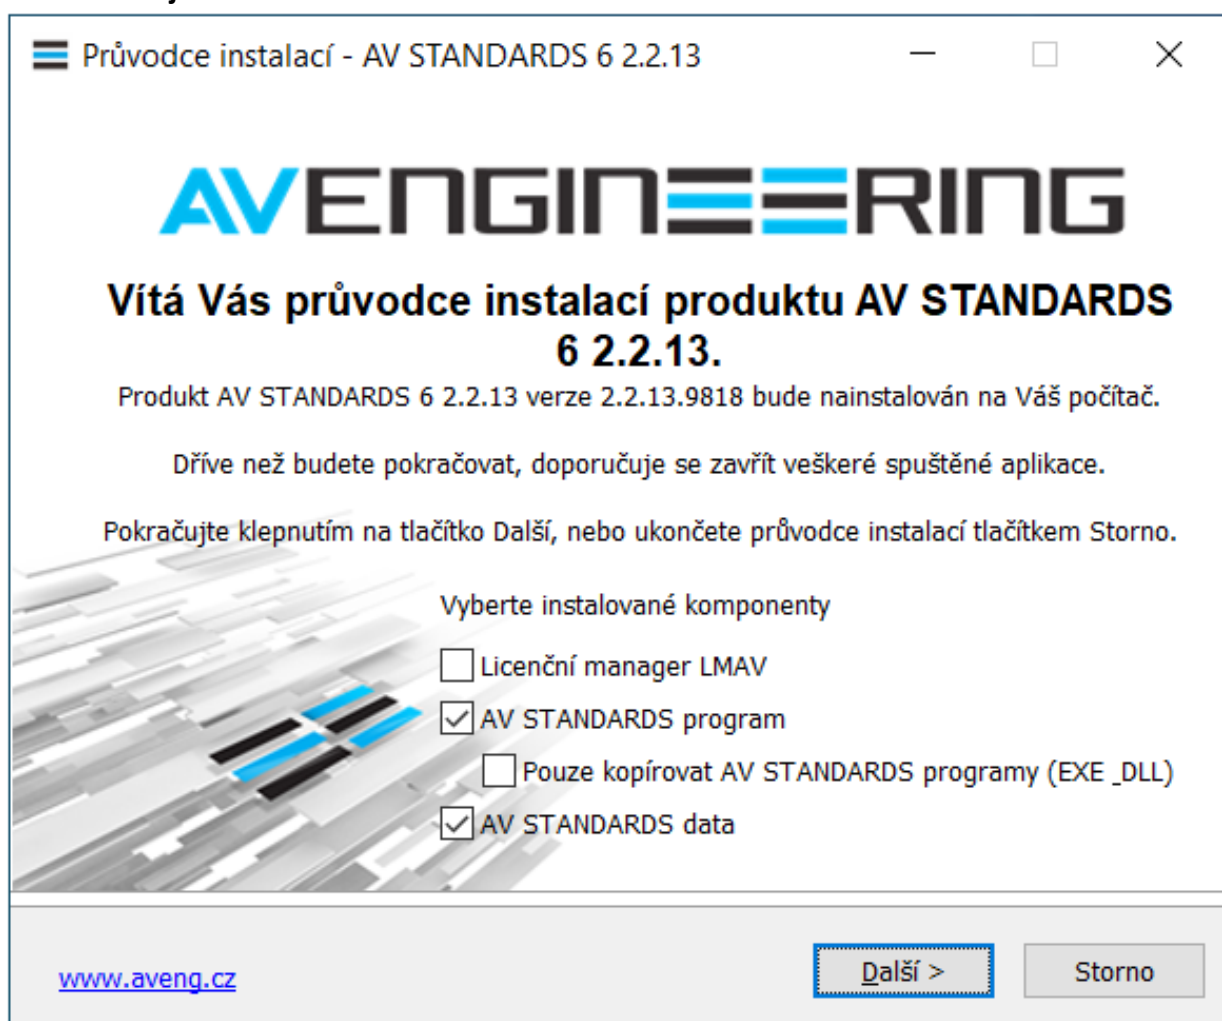 Průvodce instalací - AV STANDARDS 6 2.2.13
AVENGINEERING
Vítá Vás průvodce instalací produktu AV STANDARDS
6 2.2.13.
Produkt AV STANDARDS 6 2.2.13 verze 2.2.13.9818 bude nainstalován na Váš počítač.
Dříve než budete pokračovat, doporučuje se zavřít veškeré spuštěné aplikace.
Pokračujte klepnutím na tlačítko Další, nebo ukončete průvodce instalací tlačítkem Storno.
Vyberte instalované komponenty
Licenční manager LMAV
AV STANDARDS program
Pouze kopírovat AV STANDARDS programy (EXE _DLL)
AV STANDARDS data
www.aveng.cz
Další >
Storno